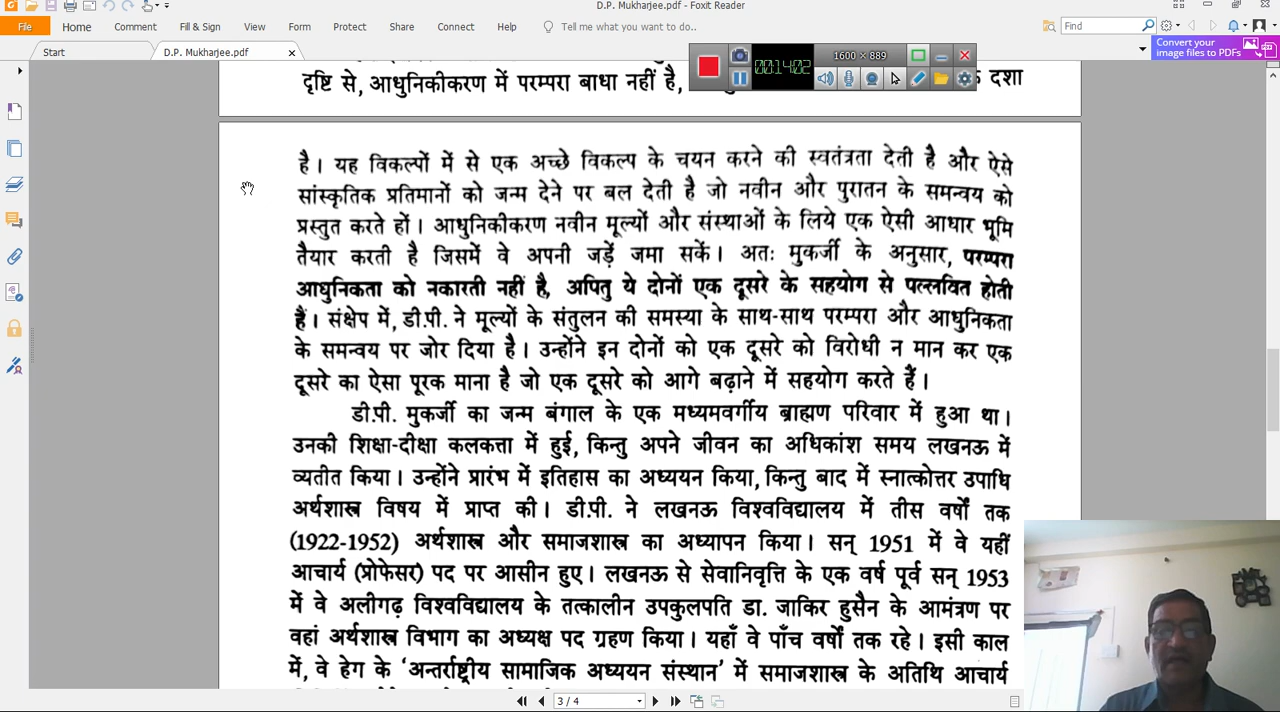 D.P. Mukharjee.pdf - Foxit Reader
File Home Comment Fill & Sign View Form Protect Share Connect Help Tell me what you want to do.. Find
Start D.P. Mukharjee.pdf
Convert your
image files to PDFs
00:14:02 1600 × 889
दृष्टि से, आधुनिकीकरण में परम्परा बाधा नहीं है, दशा
है। यह विकल्पों में से एक अच्छे विकल्प के चयन करने की स्वतंत्रता देती है और ऐसे
सांस्कृतिक प्रतिमानों को जन्म देने पर बल देती है जो नवीन और पुरातन के समन्वय को
प्रस्तुत करते हों। आधुनिकीकरण नवीन मूल्यों और संस्थाओं के लिये एक ऐसी आधार भूमि
तैयार करती है जिसमें वे अपनी जड़ें जमा सकें। अतः मुकर्जी के अनुसार, परम्परा
आधुनिकता को नकारती नहीं है, अपितु ये दोनों एक दूसरे के सहयोग से पल्लवित होती
हैं। संक्षेप में, डी.पी. ने मूल्यों के संतुलन की समस्या के साथ-साथ परम्परा और आधुनिकता
के समन्वय पर जोर दिया है। उन्होंने इन दोनों को एक दूसरे को विरोधी न मान कर एक
दूसरे का ऐसा पूरक माना है जो एक दूसरे को आगे बढ़ाने में सहयोग करते हैं।
डी.पी. मुकर्जी का जन्म बंगाल के एक मध्यमवर्गीय ब्राह्मण परिवार में हुआ था।
उनकी शिक्षा-दीक्षा कलकत्ता में हुई, किन्तु अपने जीवन का अधिकांश समय लखनऊ में
व्यतीत किया। उन्होंने प्रारंभ में इतिहास का अध्ययन किया, किन्तु बाद में स्नात्कोत्तर उपाधि
अर्थशास्त्र विषय में प्राप्त की। डी.पी. ने लखनऊ विश्वविद्यालय में तीस वर्षों तक
(1922-1952) अर्थशास्त्र और समाजशास्त्र का अध्यापन किया। सन् 1951 में वे यहीं
आचार्य (प्रोफेसर) पद पर आसीन हुए। लखनऊ से सेवानिवृत्ति के एक वर्ष पूर्व सन् 1953
में वे अलीगढ़ विश्वविद्यालय के तत्कालीन उपकुलपति डा. जाकिर हुसैन के आमंत्रण पर
वहां अर्थशास्त्र विभाग का अध्यक्ष पद ग्रहण किया। यहाँ वे पाँच वर्षों तक रहे। इसी काल
में, वे हेग के 'अन्तर्राष्ट्रीय सामाजिक अध्ययन संस्थान' में समाजशास्त्र के अतिथि आचार्य
3 / 4